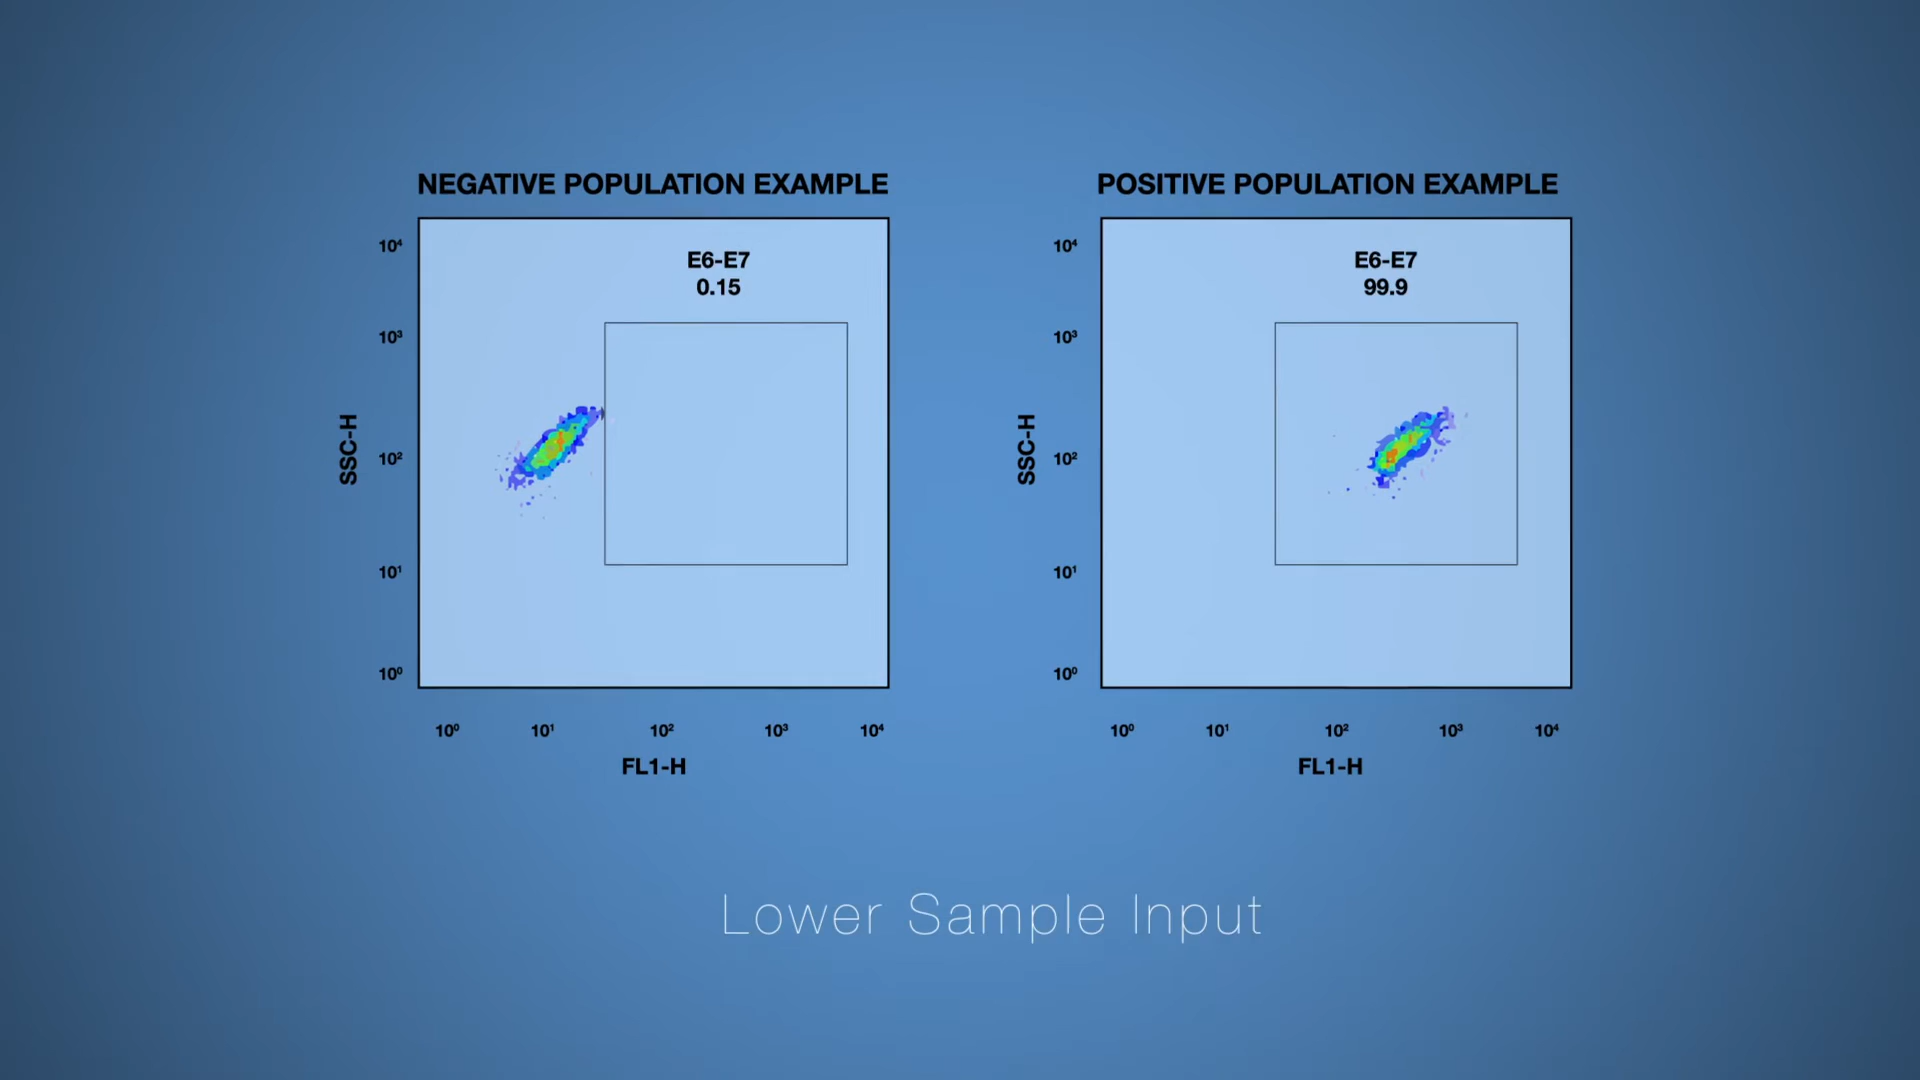 NEGATIVE POPULATION EXAMPLE
E6-E7
0.15
10⁴
10³
10²
10¹
10⁰
SSC-H
10⁰ 10¹ 10² 10³ 10⁴
FL1-H
POSITIVE POPULATION EXAMPLE
E6-E7
99.9
10⁴
10³
10²
10¹
10⁰
SSC-H
10⁰ 10¹ 10² 10³ 10⁴
FL1-H
Lower Sample Input